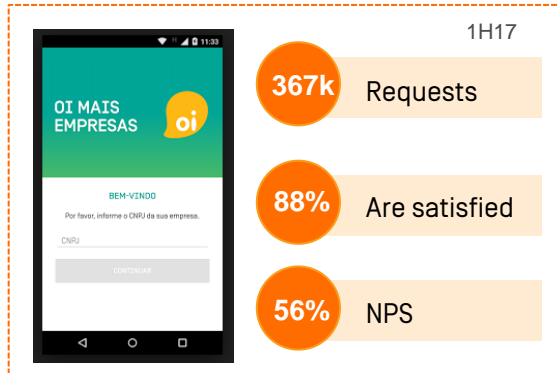 1H17
H 11:33
OI MAIS
EMPRESAS
oi
BEM-VINDO
Por favor, informe o CNPJ da sua empresa.
CNPJ
CONTINUAR
367k Requests
88% Are satisfied
56% NPS